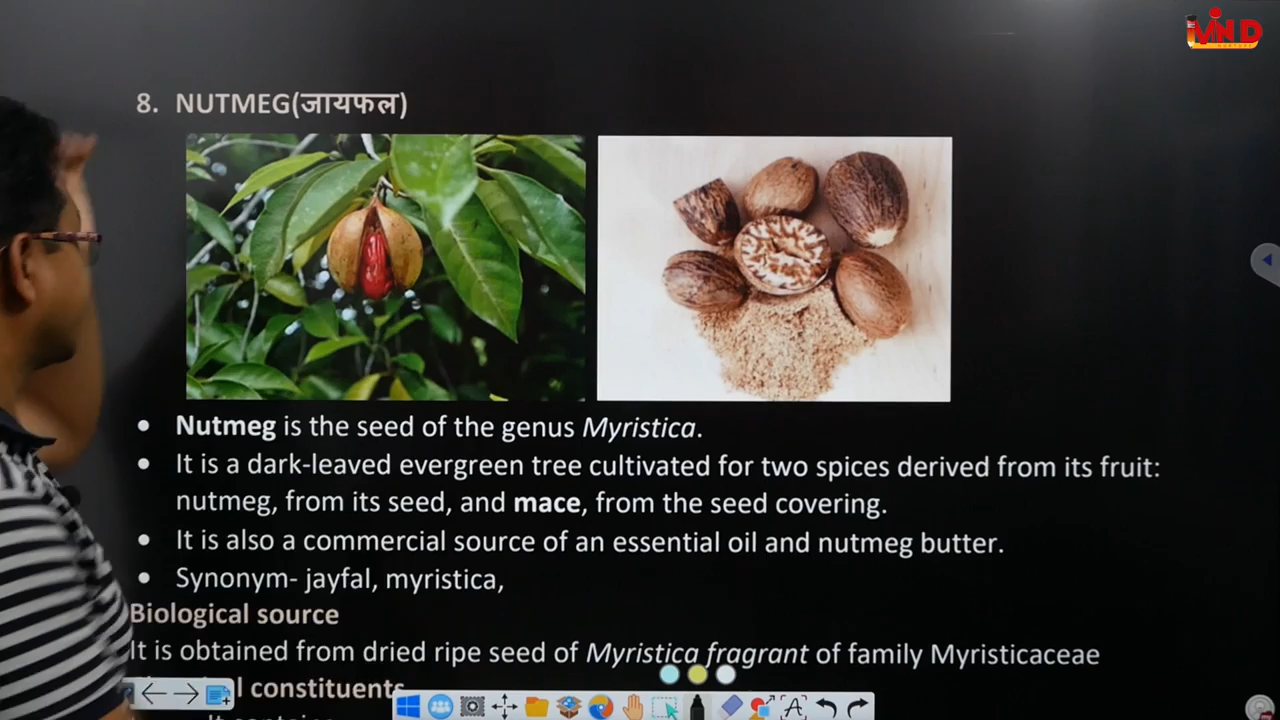 8. NUTMEG(जायफल)
• Nutmeg is the seed of the genus Myristica.
• It is a dark-leaved evergreen tree cultivated for two spices derived from its fruit:
nutmeg, from its seed, and mace, from the seed covering.
• It is also a commercial source of an essential oil and nutmeg butter.
• Synonym- jayfal, myristica,
Biological source
It is obtained from dried ripe seed of Myristica fragrant of family Myristicaceae
l constituents
It contains